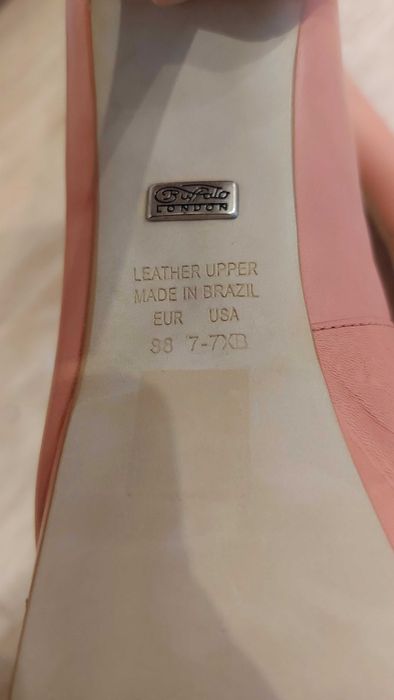 Buffalo
LONDON
LEATHER UPPER
MADE IN BRAZIL
EUR USA
38 7-7XB